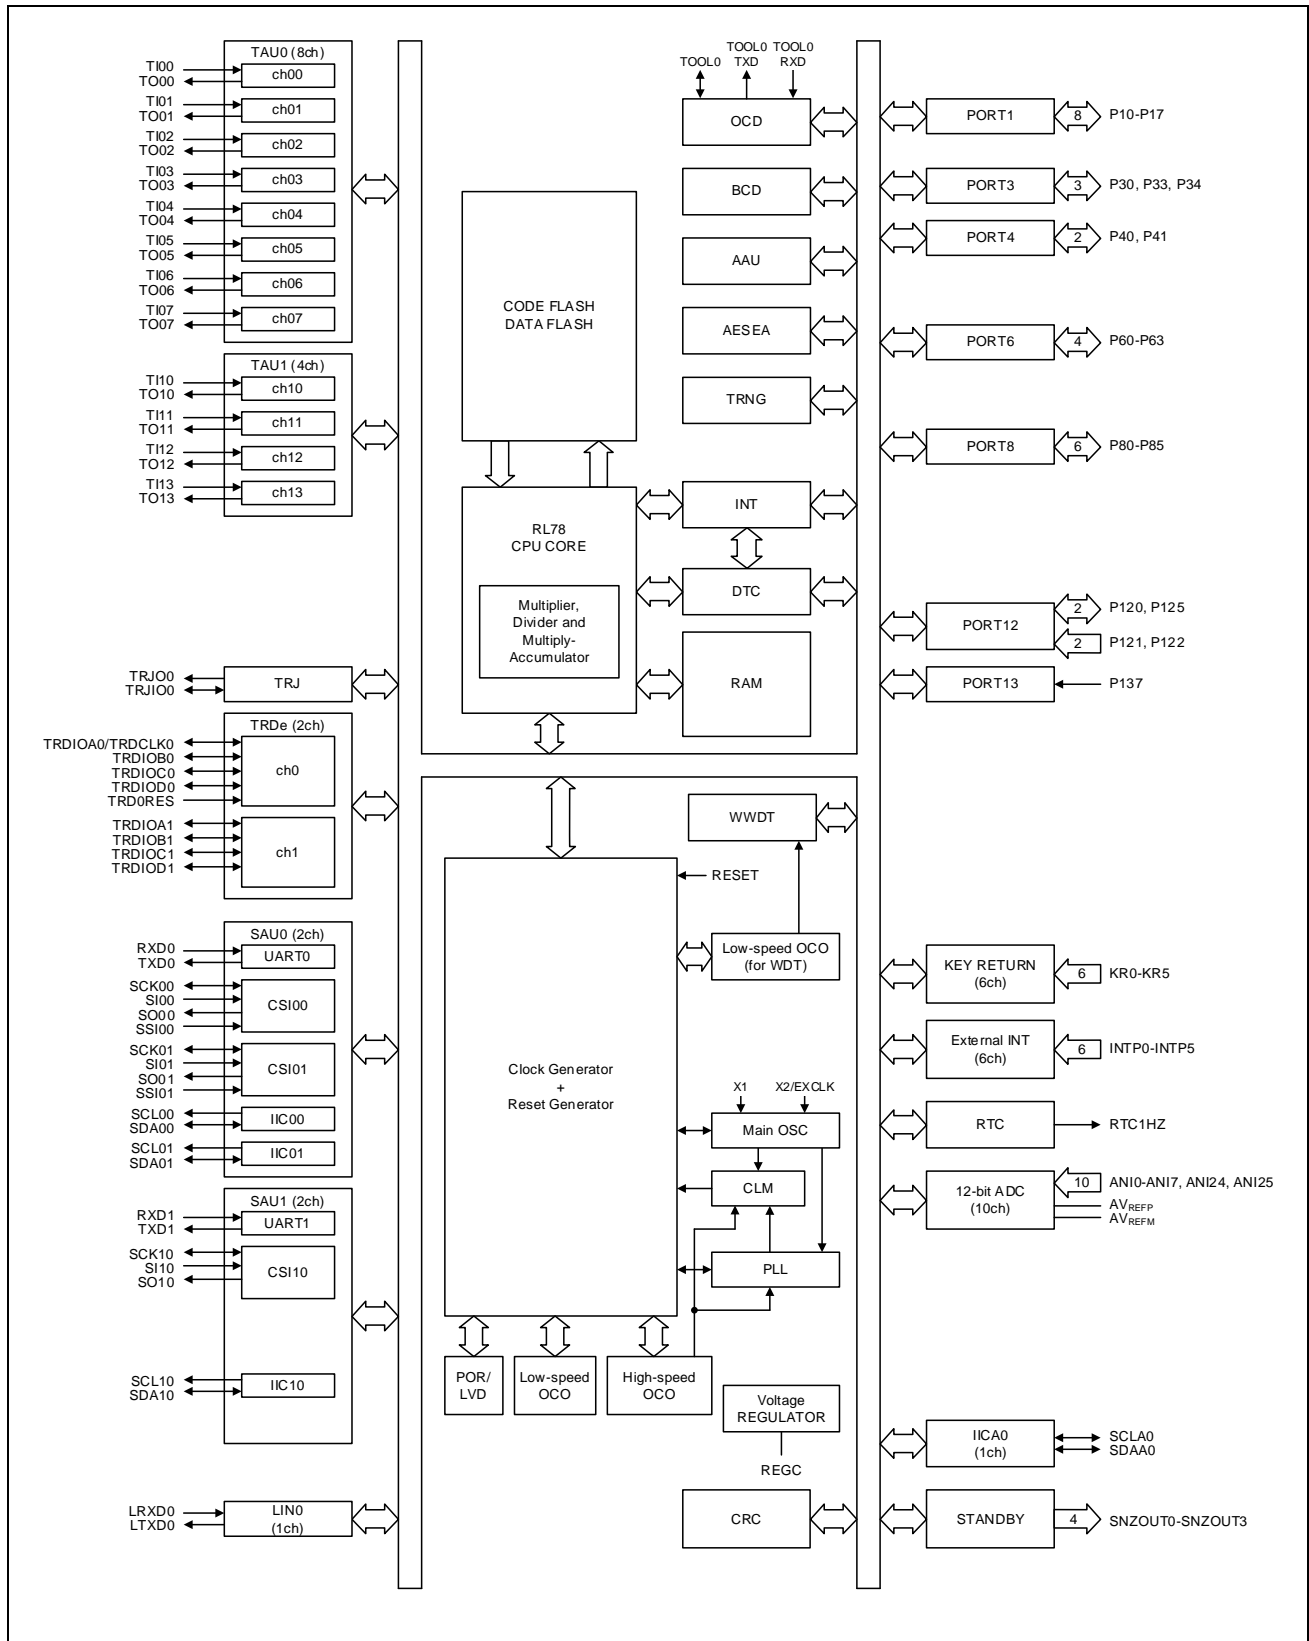 TAU0 (8ch)
TI00
TO00
ch00
TI01
TO01
ch01
TI02
TO02
ch02
TI03
TO03
ch03
TI04
TO04
ch04
TI05
TO05
ch05
TI06
TO06
ch06
TI07
TO07
ch07
TAU1 (4ch)
TI10
TO10
ch10
TI11
TO11
ch11
TI12
TO12
ch12
TI13
TO13
ch13
TRJO0
TRJIO0
TRJ
TRDe (2ch)
TRDIOA0/TRDCLK0
TRDIOB0
TRDIOC0
TRDIOD0
TRD0RES
ch0
TRDIOA1
TRDIOB1
TRDIOC1
TRDIOD1
ch1
SAU0 (2ch)
RXD0
TXD0
UART0
SCK00
SI00
SO00
SSI00
CSI00
SCK01
SI01
SO01
SSI01
CSI01
SCL00
SDA00
IIC00
SCL01
SDA01
IIC01
SAU1 (2ch)
RXD1
TXD1
UART1
SCK10
SI10
SO10
CSI10
SCL10
SDA10
IIC10
LRXD0
LTXD0
LIN0
(1ch)
CODE FLASH
DATA FLASH
RL78
CPU CORE
Multiplier,
Divider and
Multiply-
Accumulator
TOOL0
TOOL0
TXD
TOOL0
RXD
OCD
BCD
AAU
AESEA
TRNG
INT
DTC
RAM
WWDT
RESET
Low-speed OCO
(for WDT)
Clock Generator
+
Reset Generator
X1
X2/EXCLK
Main OSC
CLM
PLL
POR/
LVD
Low-speed
OCO
High-speed
OCO
Voltage
REGULATOR
REGC
CRC
PORT1
8
P10-P17
PORT3
3
P30, P33, P34
PORT4
2
P40, P41
PORT6
4
P60-P63
PORT8
6
P80-P85
PORT12
2
P120, P125
2
P121, P122
PORT13
P137
KEY RETURN
(6ch)
6
KR0-KR5
External INT
(6ch)
6
INTP0-INTP5
RTC
RTC1HZ
12-bit ADC
(10ch)
10
ANI0-ANI7, ANI24, ANI25
AVREFP
AVREFM
IICA0
(1ch)
SCLA0
SDAA0
STANDBY
4
SNZOUT0-SNZOUT3